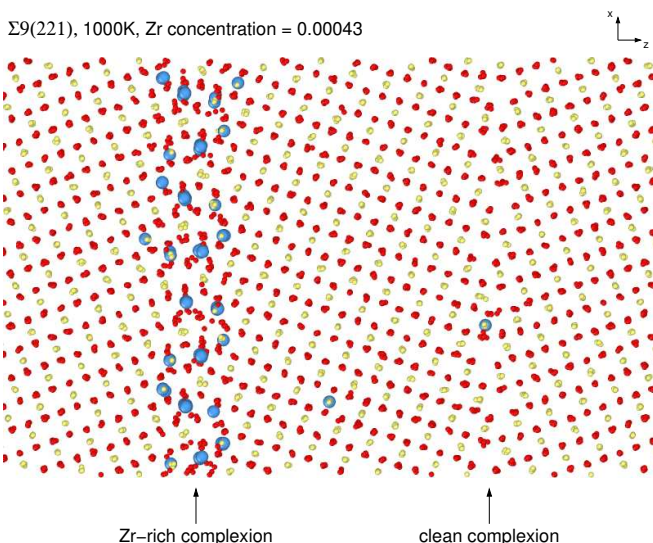 Σ9(221), 1000K, Zr concentration = 0.00043
x
z
Zr−rich complexion
clean complexion